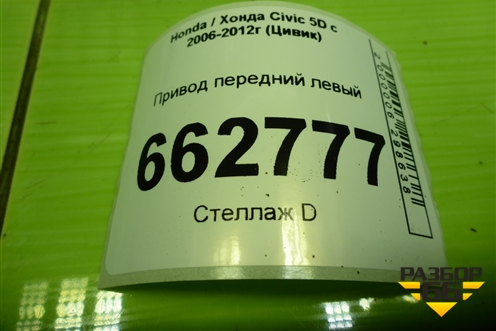 Honda / Хонда Civic 5D с
2006-2012г (Цивик)
Привод передний левый
662777
Стеллаж D
РАЗБОР